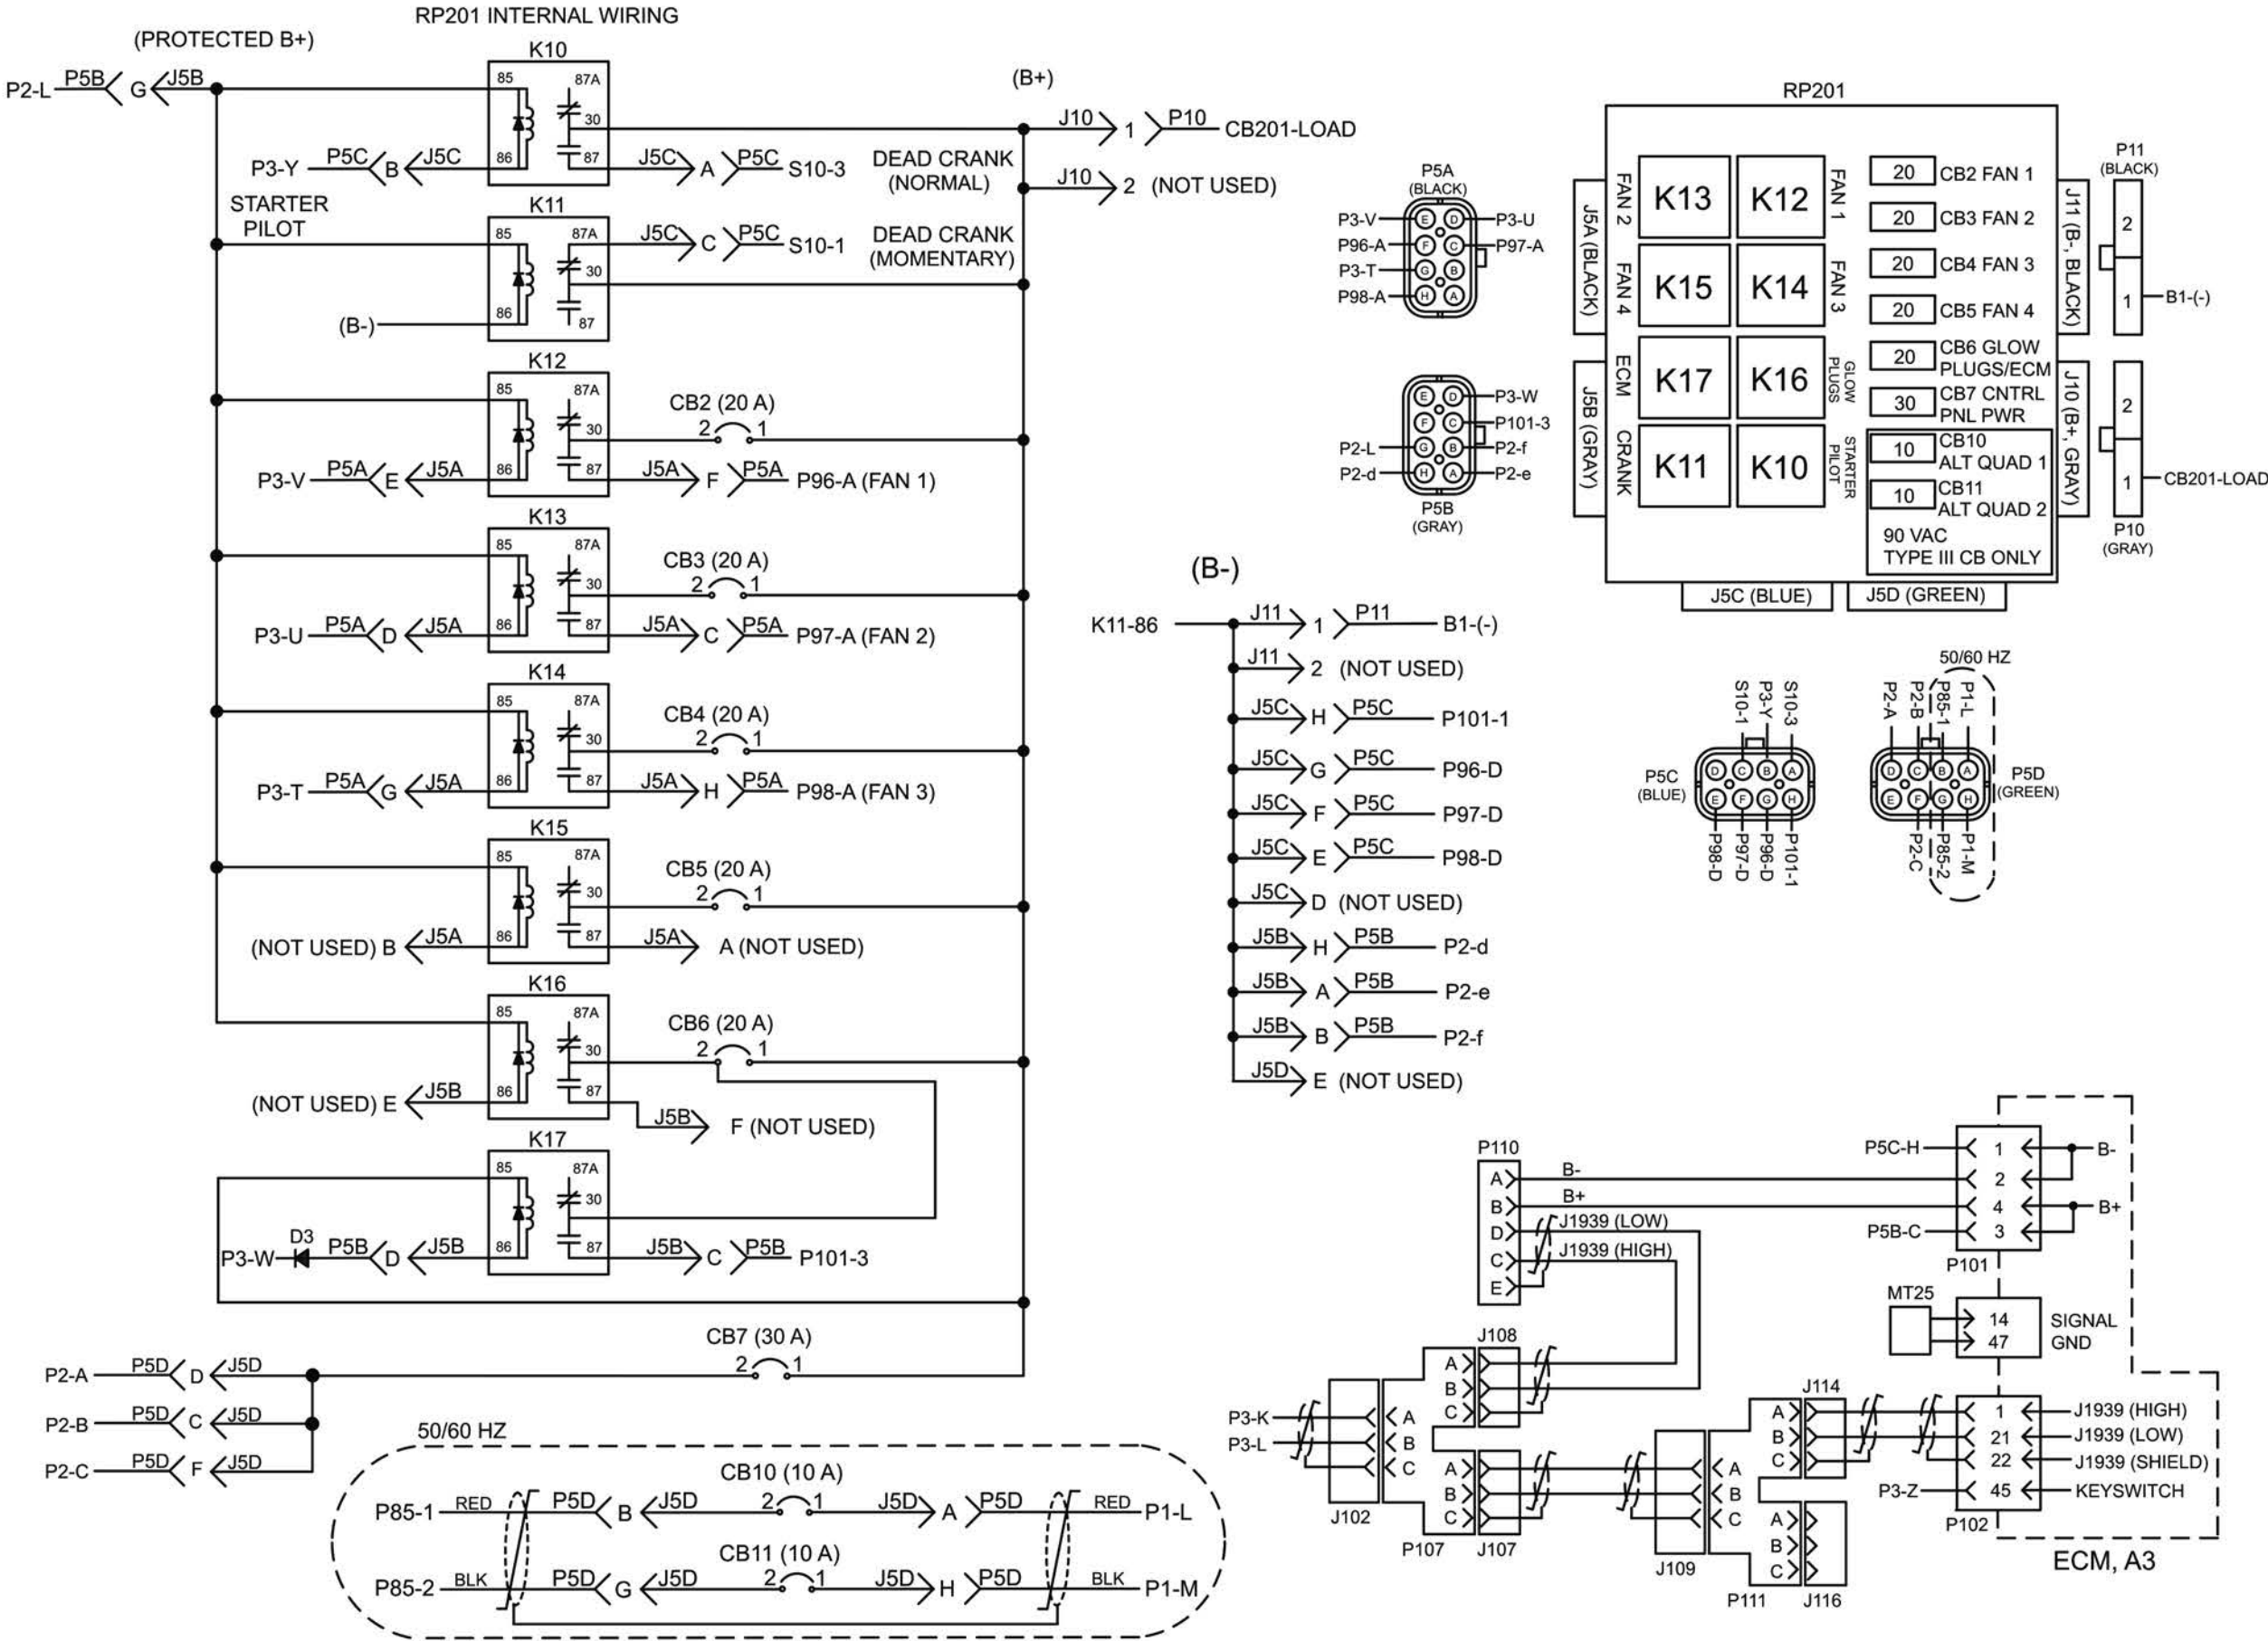 RP201 INTERNAL WIRING
(PROTECTED B+)
P2-L P5B G J5B
K10
85 87A
30
86 87
(B+)
J10 1 P10 CB201-LOAD
J10 2 (NOT USED)
P3-Y P5C B J5C
J5C A P5C S10-3
DEAD CRANK
(NORMAL)
STARTER
PILOT
K11
85 87A
30
86 87
J5C C P5C S10-1
DEAD CRANK
(MOMENTARY)
(B-)
K12
85 87A
30
86 87
CB2 (20 A)
2 1
P3-V P5A E J5A
J5A F P5A P96-A (FAN 1)
K13
85 87A
30
86 87
CB3 (20 A)
2 1
P3-U P5A D J5A
J5A C P5A P97-A (FAN 2)
K14
85 87A
30
86 87
CB4 (20 A)
2 1
P3-T P5A G J5A
J5A H P5A P98-A (FAN 3)
K15
85 87A
30
86 87
CB5 (20 A)
2 1
(NOT USED) B J5A
J5A A (NOT USED)
K16
85 87A
30
86 87
CB6 (20 A)
2 1
(NOT USED) E J5B
J5B F (NOT USED)
K17
85 87A
30
86 87
P3-W D3 P5B D J5B
J5B C P5B P101-3
CB7 (30 A)
2 1
P2-A P5D D J5D
P2-B P5D C J5D
P2-C P5D F J5D
50/60 HZ
CB10 (10 A)
P85-1 RED P5D B J5D 2 1 J5D A P5D RED P1-L
CB11 (10 A)
P85-2 BLK P5D G J5D 2 1 J5D H P5D BLK P1-M
P5A
(BLACK)
P3-V E D P3-U
P96-A F C P97-A
P3-T G B
P98-A H A
E D P3-W
F C P101-3
P2-L G B P2-f
P2-d H A P2-e
P5B
(GRAY)
RP201
J5A (BLACK)
J5B (GRAY)
FAN 2 K13 K12 FAN 1
FAN 4 K15 K14 FAN 3
ECM K17 K16 GLOW
PLUGS
CRANK K11 K10 STARTER
PILOT
20 CB2 FAN 1
20 CB3 FAN 2
20 CB4 FAN 3
20 CB5 FAN 4
20 CB6 GLOW
PLUGS/ECM
30 CB7 CNTRL
PNL PWR
10 CB10
ALT QUAD 1
10 CB11
ALT QUAD 2
90 VAC
TYPE III CB ONLY
J11 (B-, BLACK)
J10 (B+, GRAY)
P11
(BLACK)
2
1 B1-(-)
2
1 CB201-LOAD
P10
(GRAY)
J5C (BLUE)
J5D (GREEN)
S10-1 P3-Y S10-3
P5C
(BLUE)
D C B A
E F G H
P98-D P97-D P96-D P101-1
50/60 HZ
P2-A P2-B P85-1 P1-L
D C B A
E F G H
P5D
(GREEN)
P2-C P85-2 P1-M
(B-)
K11-86 J11 1 P11 B1-(-)
J11 2 (NOT USED)
J5C H P5C P101-1
J5C G P5C P96-D
J5C F P5C P97-D
J5C E P5C P98-D
J5C D (NOT USED)
J5B H P5B P2-d
J5B A P5B P2-e
J5B B P5B P2-f
J5D E (NOT USED)
P110
A B-
B B+
D J1939 (LOW)
C J1939 (HIGH)
E
P5C-H 1 B-
2
4 B+
P5B-C 3
P101
MT25
14 SIGNAL
47 GND
J108
A
B
C
P3-K A
P3-L B
C
J102
A
B
C
P107 J107
A
B
C
J109
J114
A
B
C
A
B
C
P111 J116
1 J1939 (HIGH)
21 J1939 (LOW)
22 J1939 (SHIELD)
P3-Z 45 KEYSWITCH
P102
ECM, A3